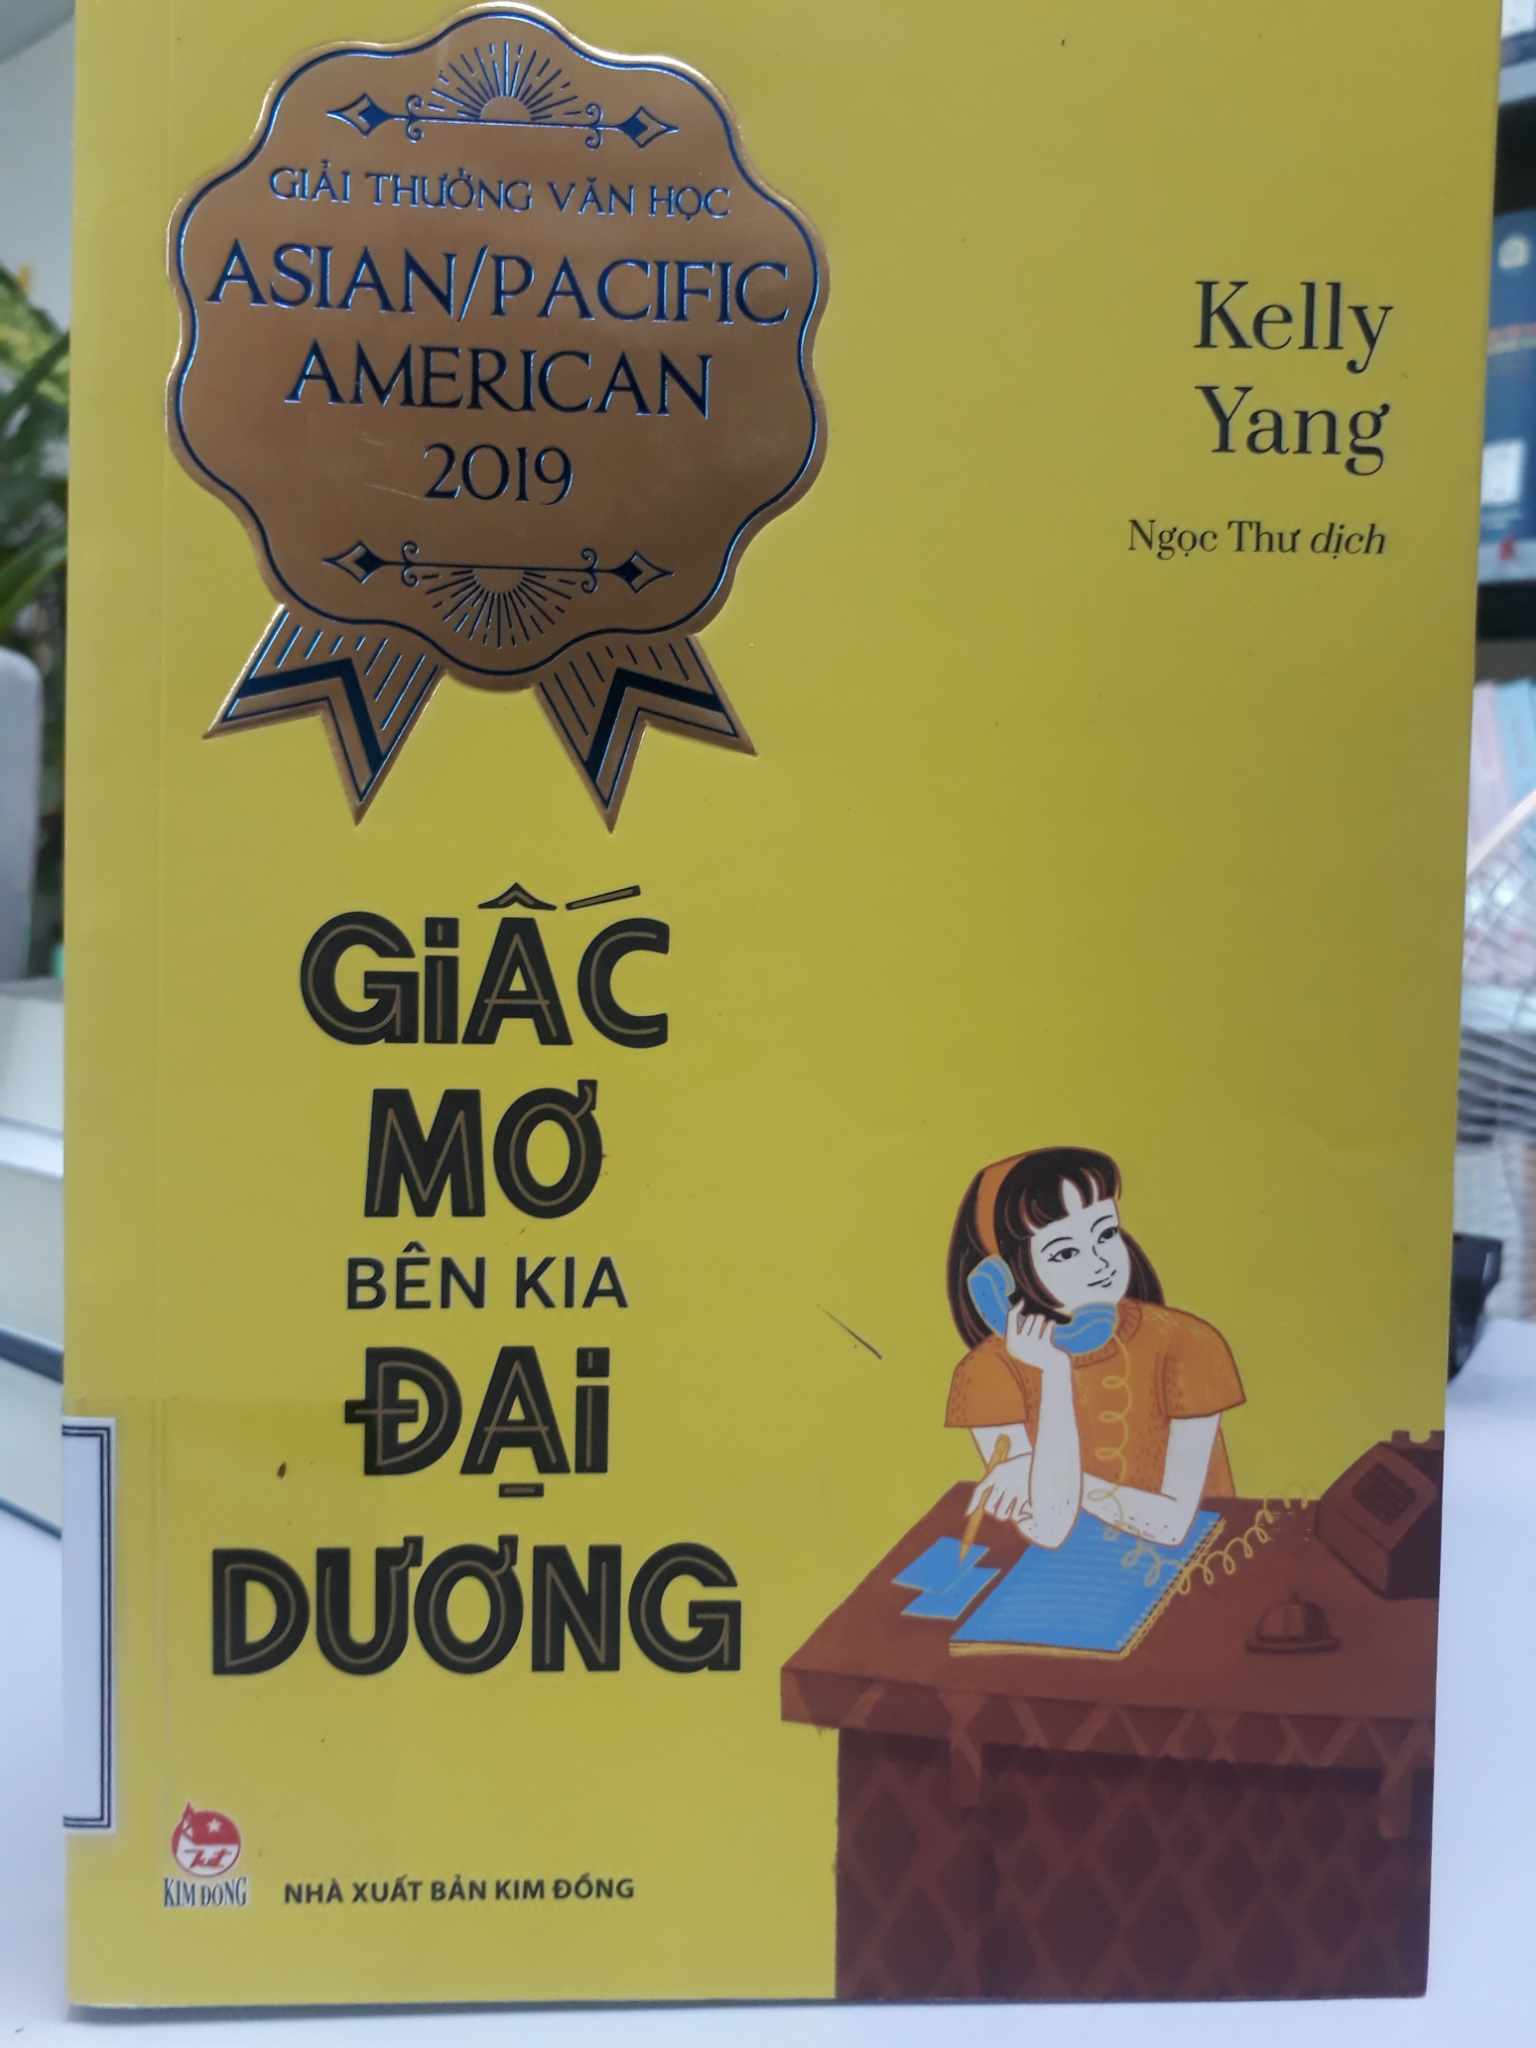 GIẢI THƯỞNG VĂN HỌC
ASIAN/PACIFIC
AMERICAN
2019
Kelly
Yang
Ngọc Thư dịch
GiẤC
MƠ
BÊN KIA
ĐẠi
DƯƠNG
KIM ĐỒNG
NHÀ XUẤT BẢN KIM ĐỒNG